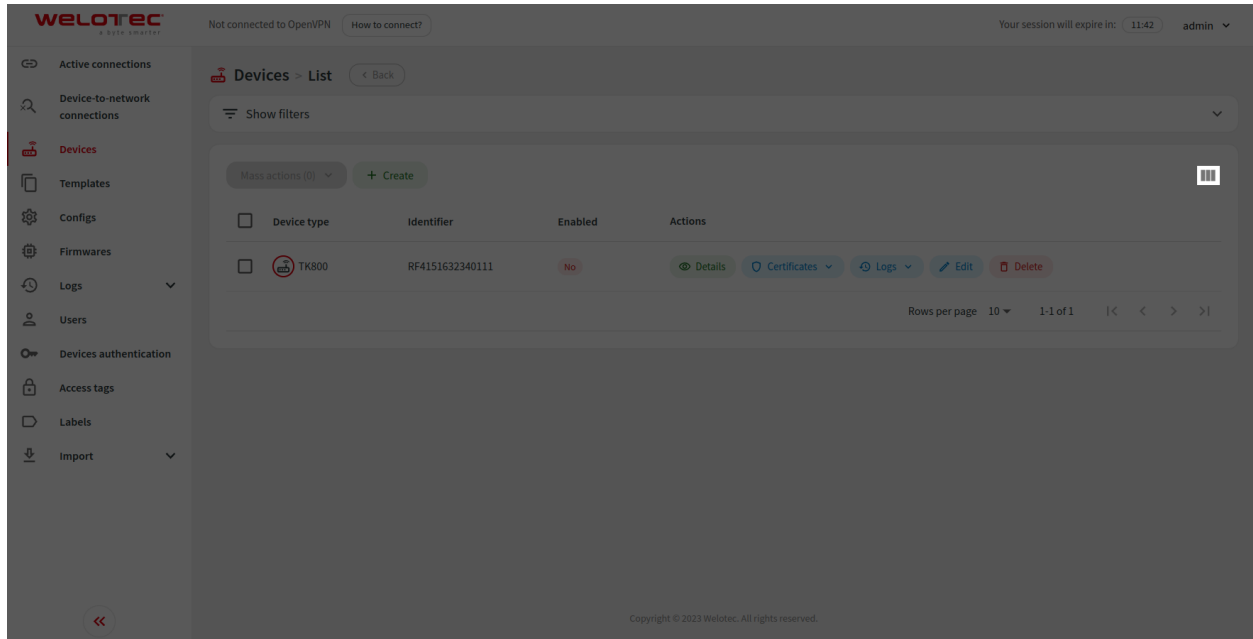 welotec
a byte smarter
Not connected to OpenVPN How to connect? Your session will expire in: 11:42 admin
Active connections
Device-to-network
connections
Devices
Templates
Configs
Firmwares
Logs
Users
Devices authentication
Access tags
Labels
Import
Devices > List < Back
Show filters
Mass actions (0) + Create
Device type Identifier Enabled Actions
TK800 RF4151632340111 No Details Certificates Logs Edit Delete
Rows per page 10 1-1 of 1
Copyright © 2023 Welotec. All rights reserved.